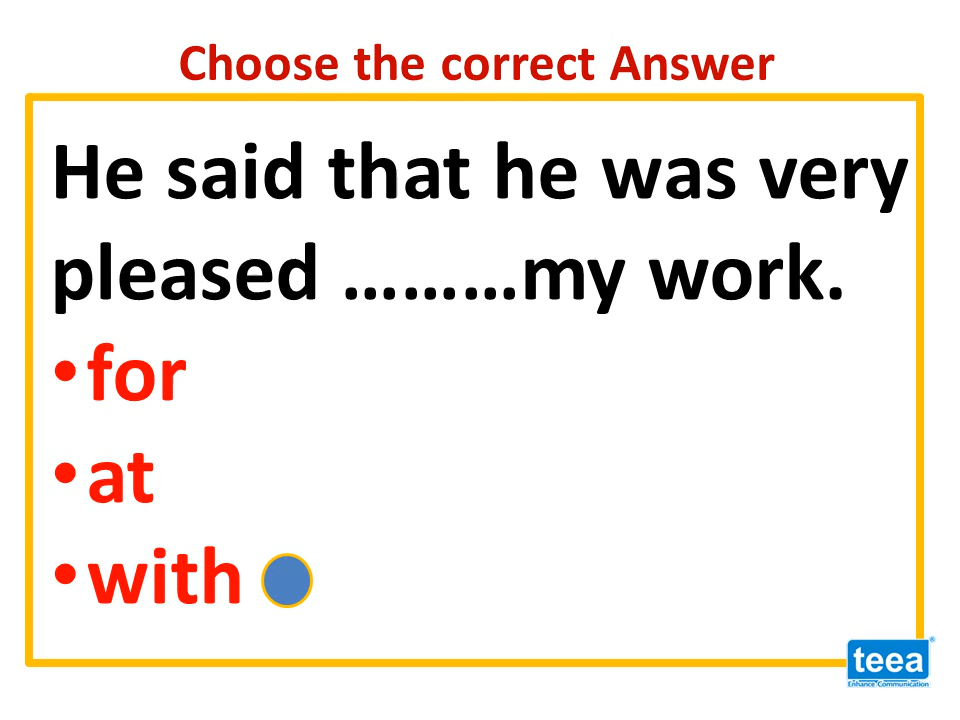 Choose the correct Answer
He said that he was very
pleased ………my work.
• for
• at
• with
teea®
Enhance Communication